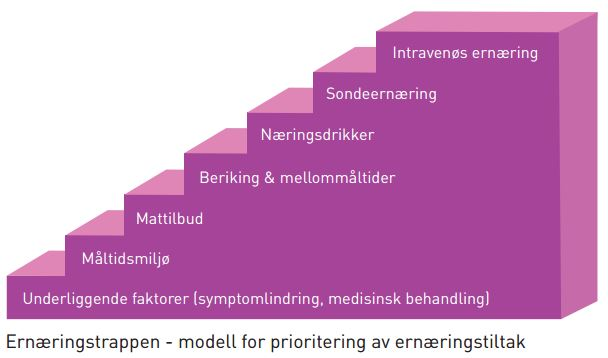 Intravenøs ernæring
Sondeernæring
Næringsdrikker
Beriking & mellommåltider
Mattilbud
Måltidsmiljø
Underliggende faktorer (symptomlindring, medisinsk behandling)
Ernæringstrappen - modell for prioritering av ernæringstiltak